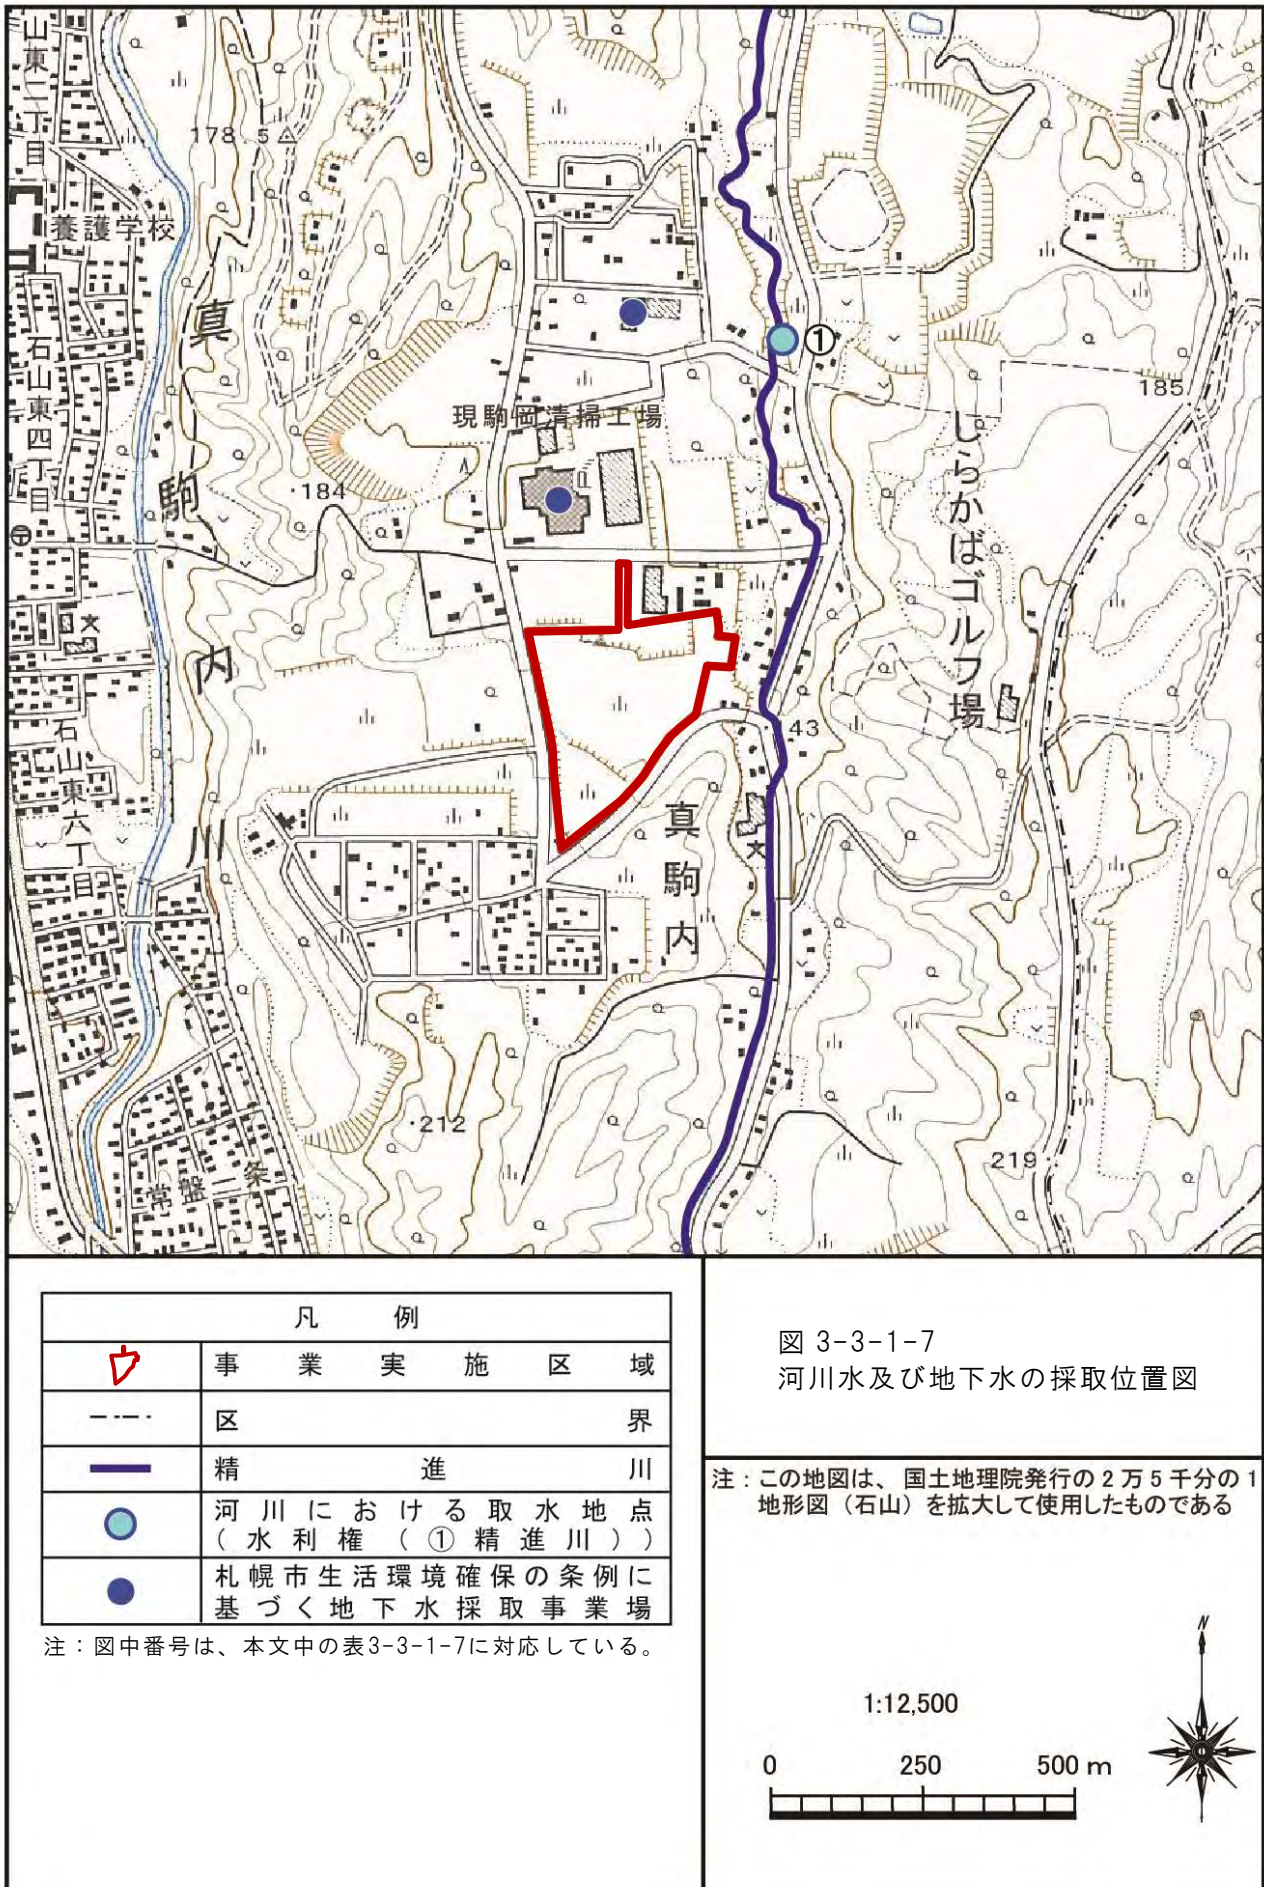 山東二丁目
178.5
養護学校
真駒内川
石山東四丁目
現駒岡清掃工場
①
185
しらかばゴルフ場
・184
石山東六丁目
143
真駒内
・212
219
常盤一条
凡例
事業実施区域
区界
精進川
河川における取水地点
（水利権（①精進川））
札幌市生活環境確保の条例に
基づく地下水採取事業場
注：図中番号は、本文中の表3-3-1-7に対応している。
図 3-3-1-7
河川水及び地下水の採取位置図
注：この地図は、国土地理院発行の2万5千分の1
地形図（石山）を拡大して使用したものである
N
1:12,500
0 250 500 m